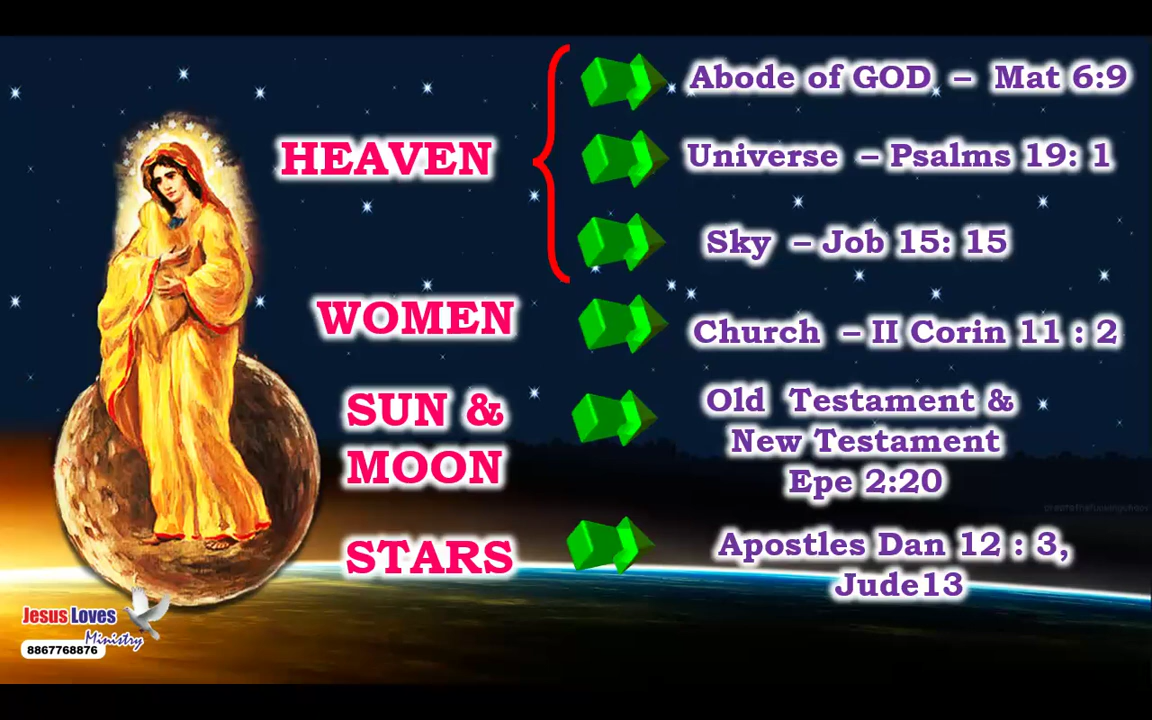 HEAVEN
Abode of GOD – Mat 6:9
Universe – Psalms 19: 1
Sky – Job 15: 15
WOMEN
Church – II Corin 11 : 2
SUN &
MOON
Old Testament &
New Testament
Epe 2:20
STARS
Apostles Dan 12 : 3,
Jude13
Jesus Loves
Ministry
8867768876